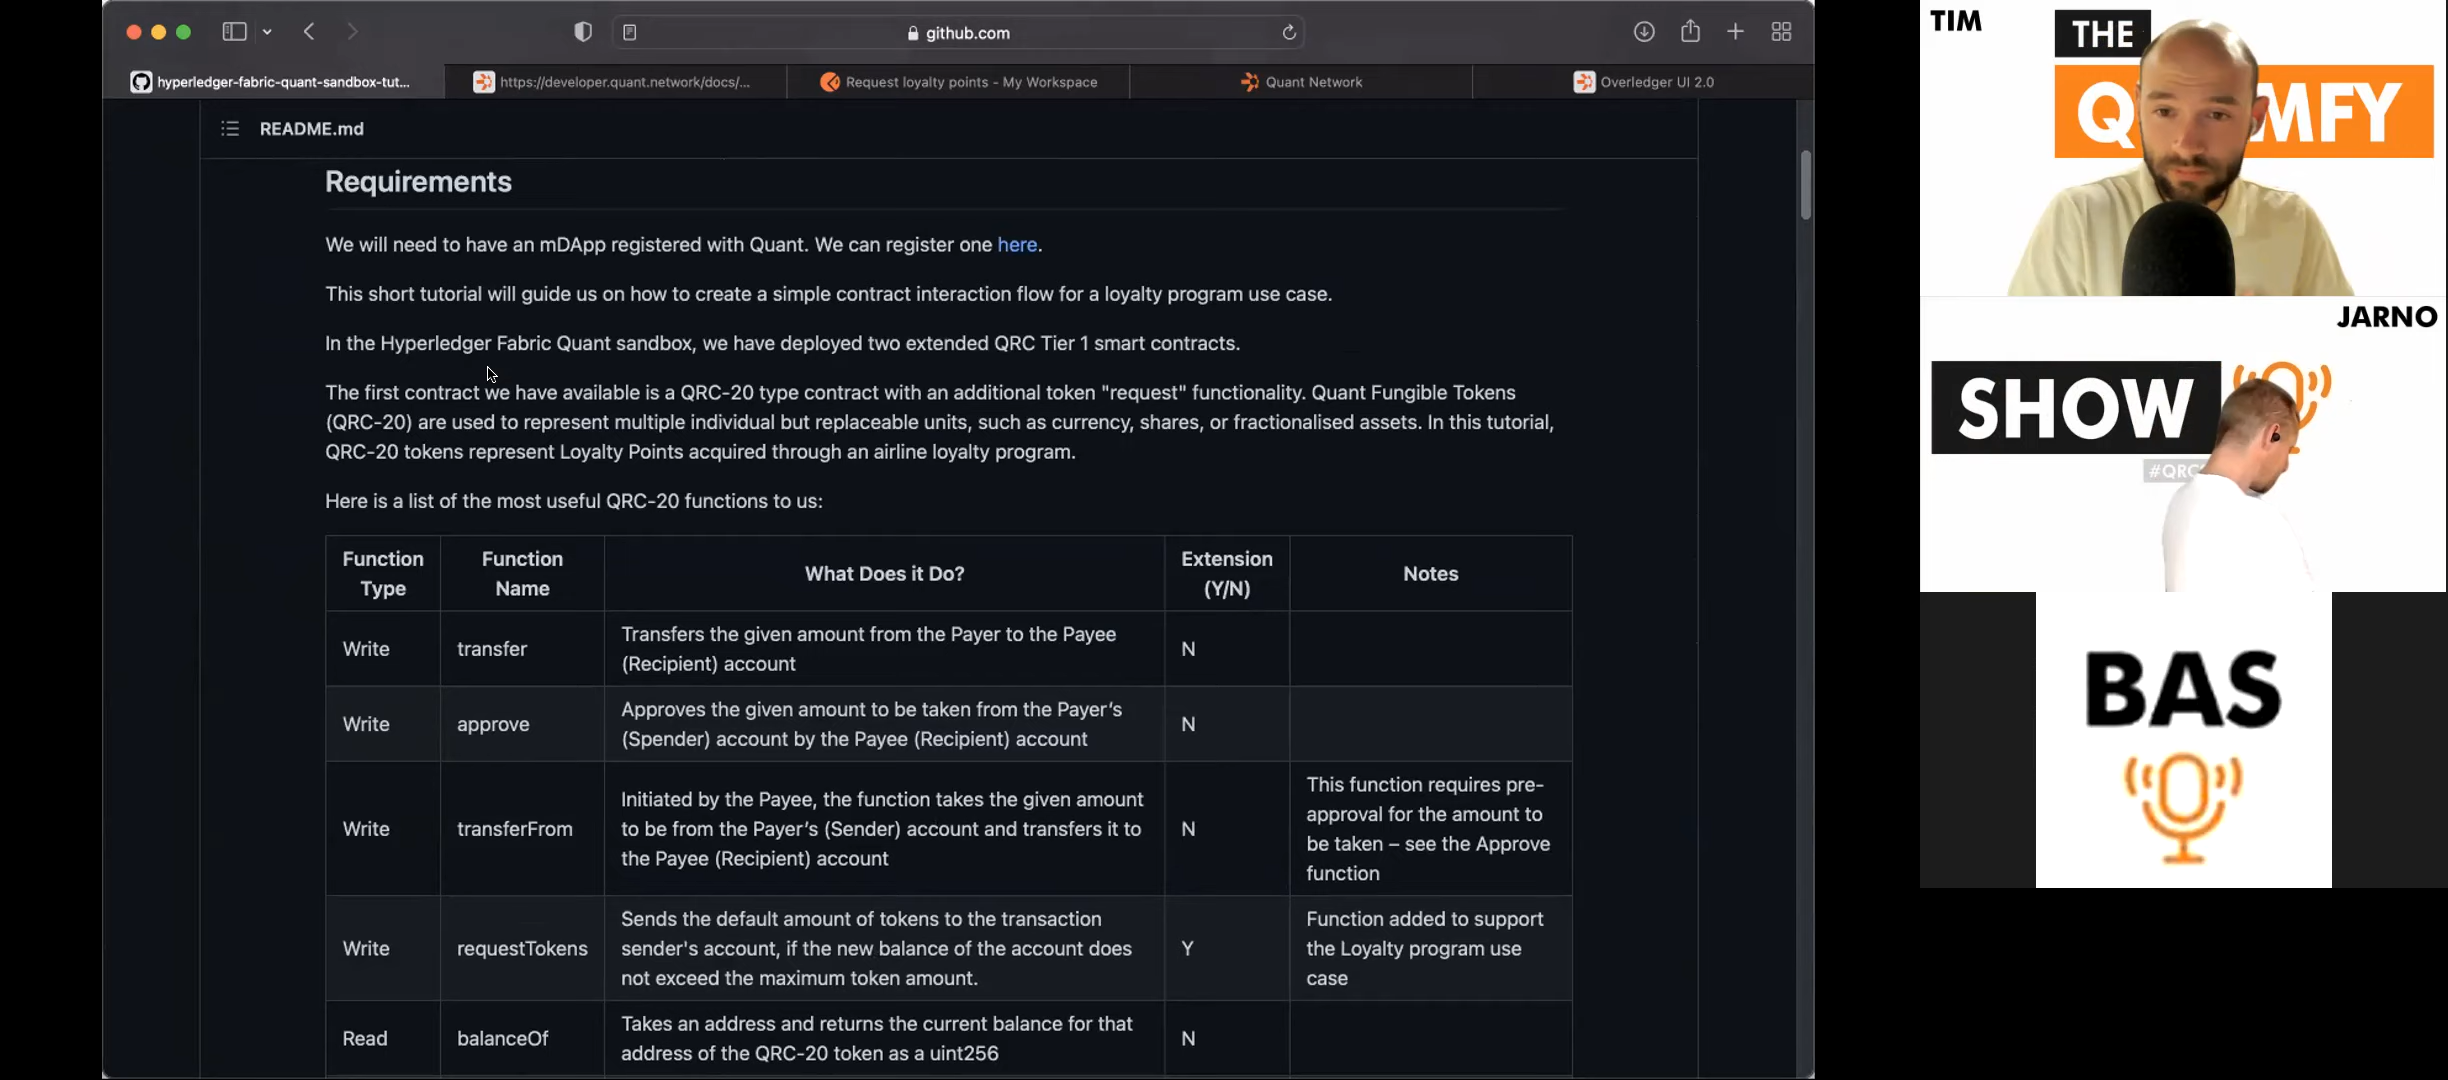 github.com
hyperledger-fabric-quant-sandbox-tut...
https://developer.quant.network/docs/...
Request loyalty points - My Workspace
Quant Network
Overledger UI 2.0
README.md
Requirements
We will need to have an mDApp registered with Quant. We can register one here.
This short tutorial will guide us on how to create a simple contract interaction flow for a loyalty program use case.
In the Hyperledger Fabric Quant sandbox, we have deployed two extended QRC Tier 1 smart contracts.
The first contract we have available is a QRC-20 type contract with an additional token "request" functionality. Quant Fungible Tokens
(QRC-20) are used to represent multiple individual but replaceable units, such as currency, shares, or fractionalised assets. In this tutorial,
QRC-20 tokens represent Loyalty Points acquired through an airline loyalty program.
Here is a list of the most useful QRC-20 functions to us:
Function
Type
Function
Name
What Does it Do?
Extension
(Y/N)
Notes
Write
transfer
Transfers the given amount from the Payer to the Payee
(Recipient) account
N
Write
approve
Approves the given amount to be taken from the Payer's
(Spender) account by the Payee (Recipient) account
N
Write
transferFrom
Initiated by the Payee, the function takes the given amount
to be from the Payer's (Sender) account and transfers it to
the Payee (Recipient) account
N
This function requires pre-
approval for the amount to
be taken – see the Approve
function
Write
requestTokens
Sends the default amount of tokens to the transaction
sender's account, if the new balance of the account does
not exceed the maximum token amount.
Y
Function added to support
the Loyalty program use
case
Read
balanceOf
Takes an address and returns the current balance for that
address of the QRC-20 token as a uint256
N
TIM
THE
JARNO
SHOW
BAS